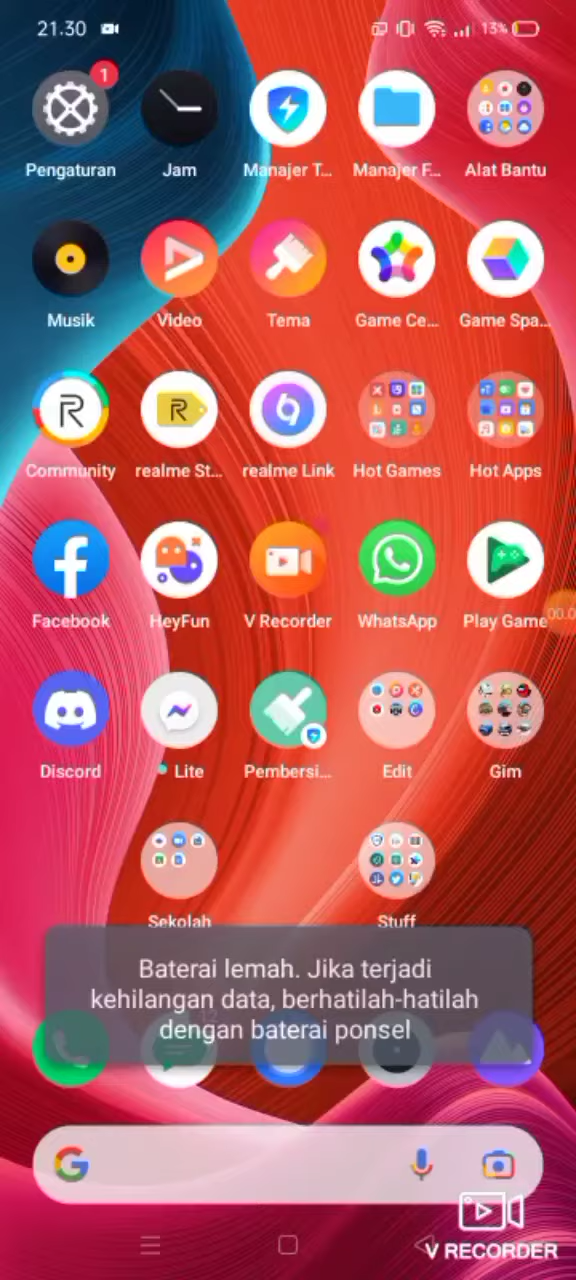 21.30 13%
1
Pengaturan Jam Manajer T... Manajer F... Alat Bantu
Musik Video Tema Game Ce... Game Spa...
Community realme St... realme Link Hot Games Hot Apps
Facebook HeyFun V Recorder WhatsApp Play Game
00.0
Discord Lite Pembersi... Edit Gim
Sekolah Stuff
Baterai lemah. Jika terjadi
kehilangan data, berhatilah-hatilah
dengan baterai ponsel
V RECORDER